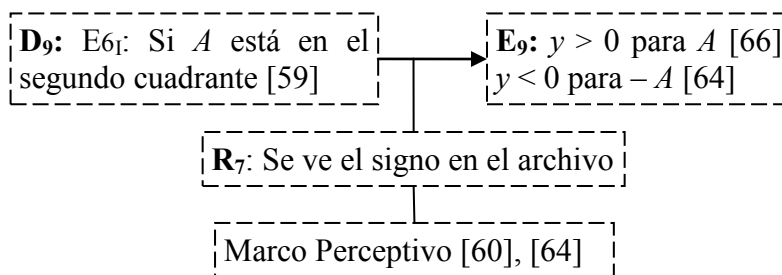 D₉: E6ᵢ: Si A está en el
segundo cuadrante [59]
E₉: y > 0 para A [66]
y < 0 para – A [64]
R₇: Se ve el signo en el archivo
Marco Perceptivo [60], [64]